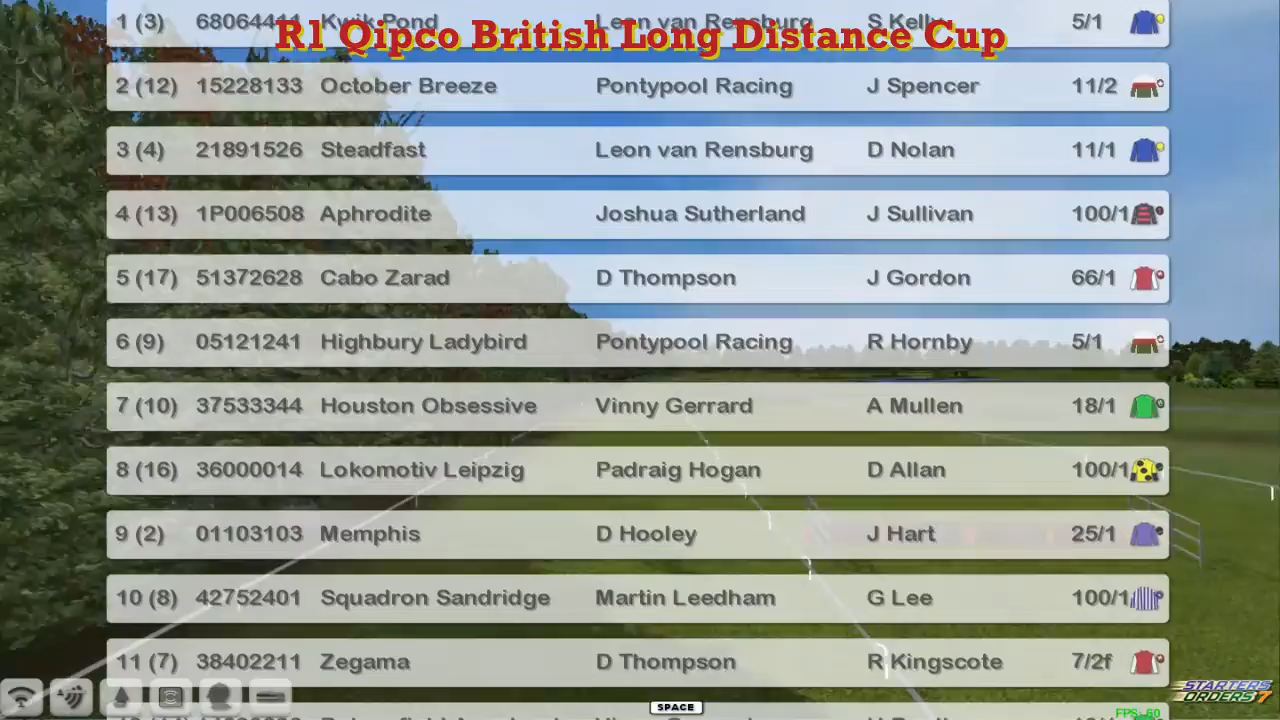 R1 Qipco British Long Distance Cup
1 (3) Kwik Pond Leon van Rensburg S Kelly 5/1
2 (12) 15228133 October Breeze Pontypool Racing J Spencer 11/2
3 (4) 21891526 Steadfast Leon van Rensburg D Nolan 11/1
4 (13) 1P006508 Aphrodite Joshua Sutherland J Sullivan 100/1
5 (17) 51372628 Cabo Zarad D Thompson J Gordon 66/1
6 (9) 05121241 Highbury Ladybird Pontypool Racing R Hornby 5/1
7 (10) 37533344 Houston Obsessive Vinny Gerrard A Mullen 18/1
8 (16) 36000014 Lokomotiv Leipzig Padraig Hogan D Allan 100/1
9 (2) 01103103 Memphis D Hooley J Hart 25/1
10 (8) 42752401 Squadron Sandridge Martin Leedham G Lee 100/1
11 (7) 38402211 Zegama D Thompson R Kingscote 7/2f
SPACE
STARTERS ORDERS 7
FPS: 60